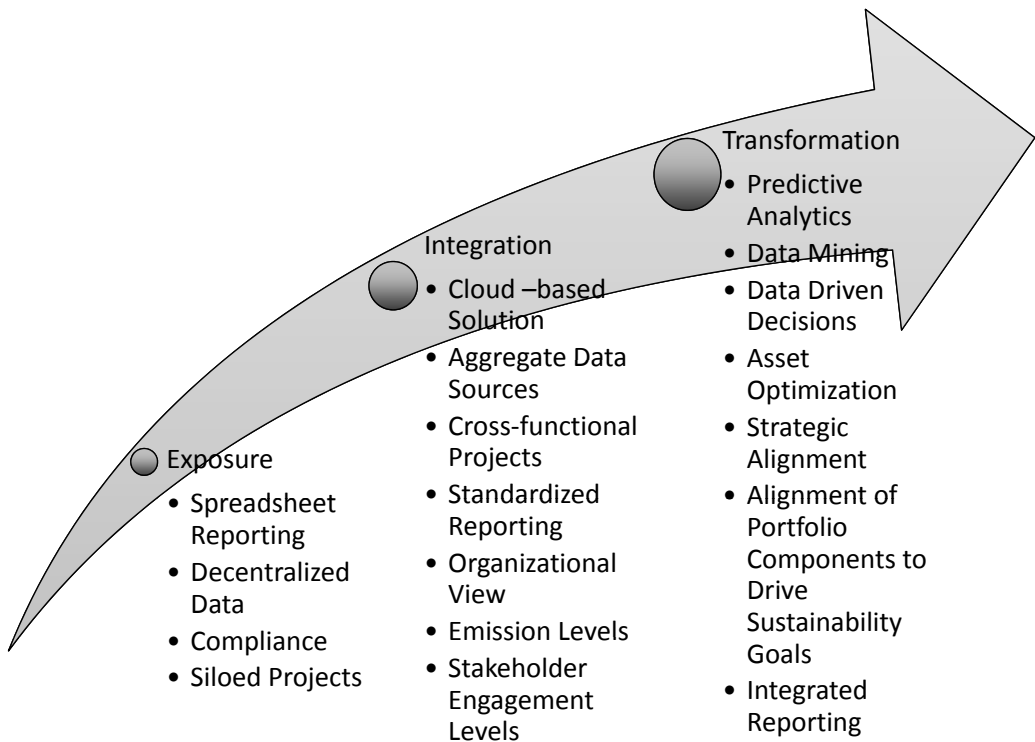 Transformation
• Predictive
Analytics
• Data Mining
• Data Driven
Decisions
• Asset
Optimization
• Strategic
Alignment
• Alignment of
Portfolio
Components to
Drive
Sustainability
Goals
• Integrated
Reporting
Integration
• Cloud –based
Solution
• Aggregate Data
Sources
• Cross-functional
Projects
• Standardized
Reporting
• Organizational
View
• Emission Levels
• Stakeholder
Engagement
Levels
Exposure
• Spreadsheet
Reporting
• Decentralized
Data
• Compliance
• Siloed Projects